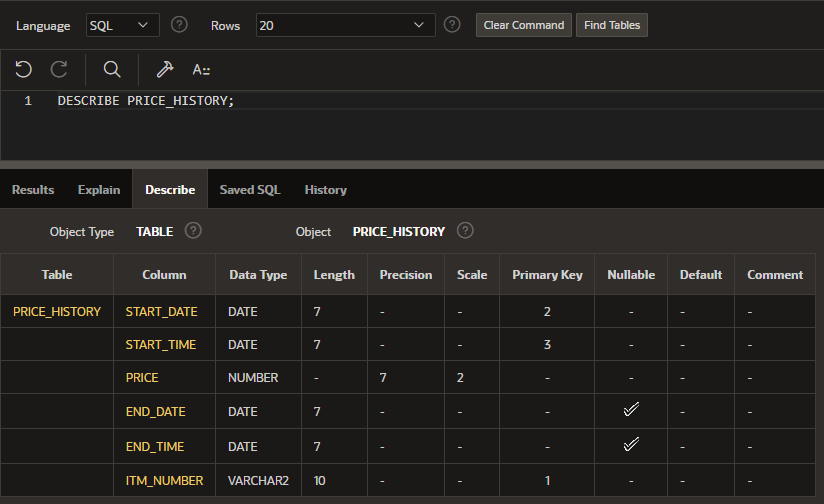 Language SQL ? Rows 20 ? Clear Command Find Tables
A::
1 DESCRIBE PRICE_HISTORY;
Results Explain Describe Saved SQL History
Object Type TABLE ? Object PRICE_HISTORY ?
Table Column Data Type Length Precision Scale Primary Key Nullable Default Comment
PRICE_HISTORY START_DATE DATE 7 - - 2 - - -
START_TIME DATE 7 - - 3 - - -
PRICE NUMBER - 7 2 - - - -
END_DATE DATE 7 - - - - -
END_TIME DATE 7 - - - - -
ITM_NUMBER VARCHAR2 10 - - 1 - - -